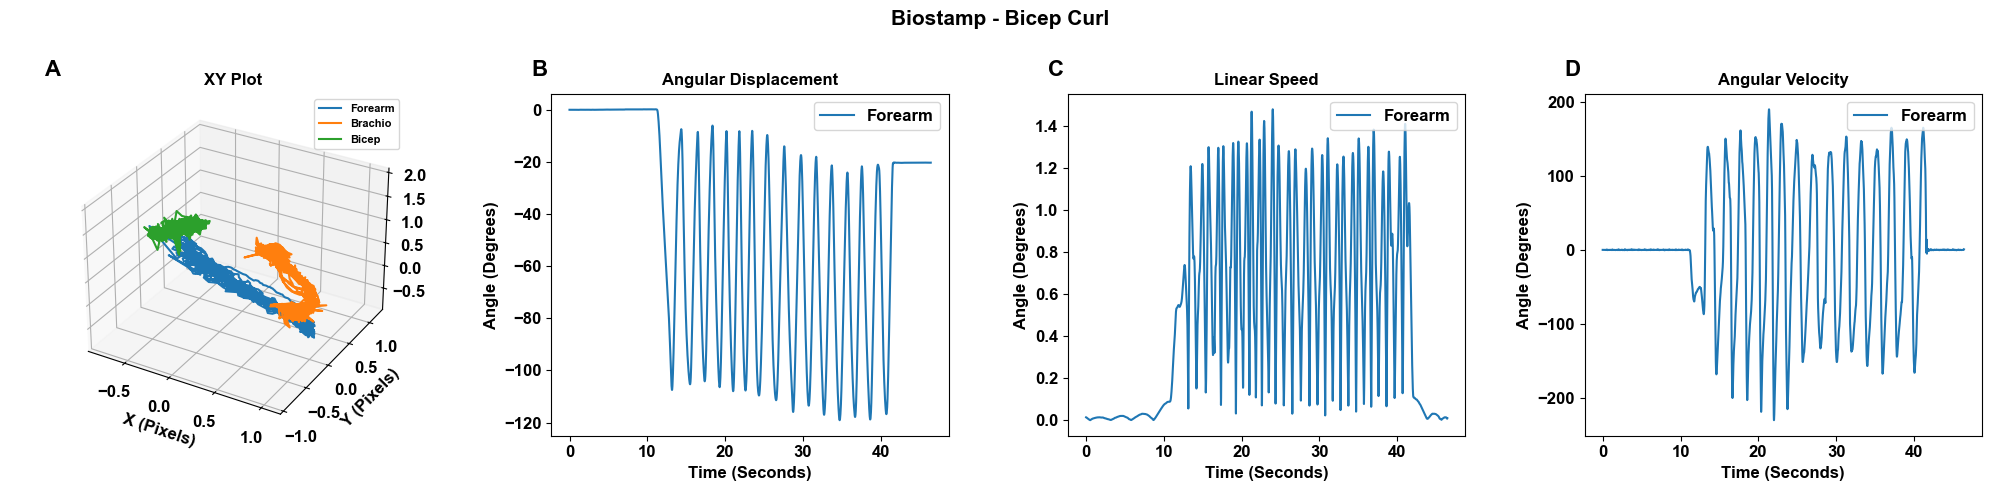 Biostamp - Bicep Curl
A
XY Plot
Forearm
Brachio
Bicep
2.0
1.5
1.0
0.5
0.0
−0.5
1.0
0.5
0.0
−0.5
−1.0
Y (Pixels)
−0.5
0.0
0.5
1.0
X (Pixels)
B
Angular Displacement
Forearm
0
−20
−40
−60
−80
−100
−120
Angle (Degrees)
0 10 20 30 40
Time (Seconds)
C
Linear Speed
Forearm
1.4
1.2
1.0
0.8
0.6
0.4
0.2
0.0
Angle (Degrees)
0 10 20 30 40
Time (Seconds)
D
Angular Velocity
Forearm
200
100
0
−100
−200
Angle (Degrees)
0 10 20 30 40
Time (Seconds)